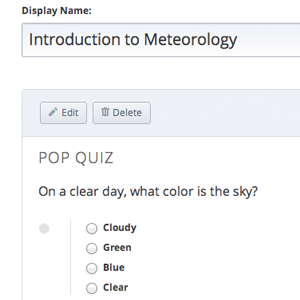 Display Name:
Introduction to Meteorology
Edit Delete
POP QUIZ
On a clear day, what color is the sky?
Cloudy
Green
Blue
Clear